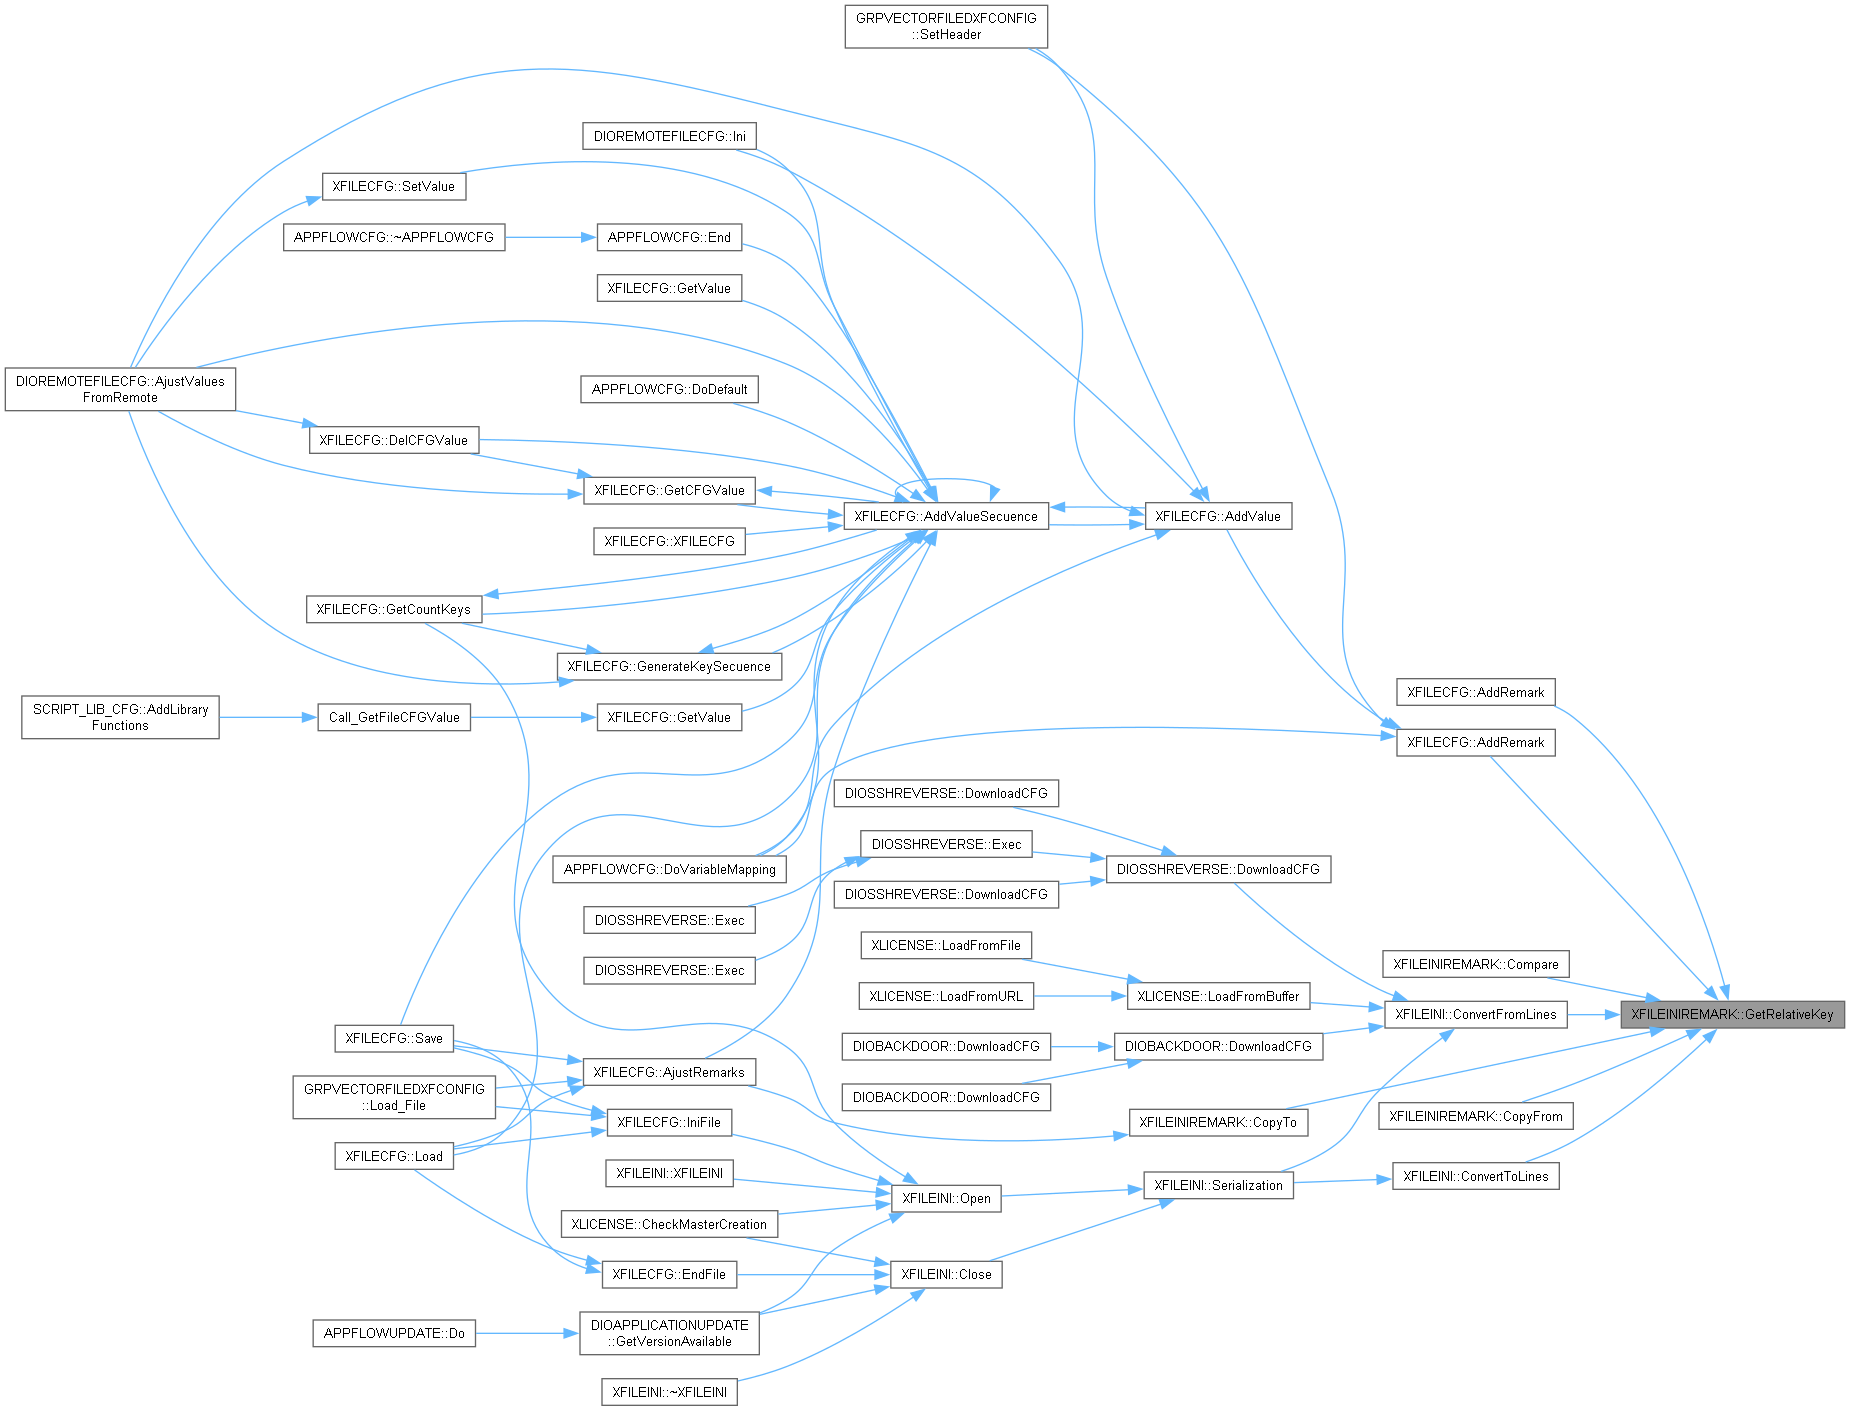 GRPVECTORFILEDXFCONFIG
::SetHeader
DIOREMOTEFILECFG::Ini
XFILECFG::SetValue
APPFLOWCFG::~APPFLOWCFG
APPFLOWCFG::End
XFILECFG::GetValue
DIOREMOTEFILECFG::AjustValues
FromRemote
APPFLOWCFG::DoDefault
XFILECFG::DelCFGValue
XFILECFG::GetCFGValue
XFILECFG::AddValueSecuence
XFILECFG::AddValue
XFILECFG::XFILECFG
XFILECFG::GetCountKeys
XFILECFG::GenerateKeySecuence
XFILECFG::AddRemark
SCRIPT_LIB_CFG::AddLibrary
Functions
Call_GetFileCFGValue
XFILECFG::GetValue
XFILECFG::AddRemark
DIOSSHREVERSE::DownloadCFG
DIOSSHREVERSE::Exec
APPFLOWCFG::DoVariableMapping
DIOSSHREVERSE::DownloadCFG
DIOSSHREVERSE::DownloadCFG
DIOSSHREVERSE::Exec
XLICENSE::LoadFromFile
XFILEINIREMARK::Compare
DIOSSHREVERSE::Exec
XLICENSE::LoadFromURL
XLICENSE::LoadFromBuffer
XFILEINI::ConvertFromLines
XFILEINIREMARK::GetRelativeKey
XFILECFG::Save
DIOBACKDOOR::DownloadCFG
DIOBACKDOOR::DownloadCFG
XFILECFG::AjustRemarks
GRPVECTORFILEDXFCONFIG
::Load_File
DIOBACKDOOR::DownloadCFG
XFILECFG::IniFile
XFILEINIREMARK::CopyTo
XFILEINIREMARK::CopyFrom
XFILECFG::Load
XFILEINI::XFILEINI
XFILEINI::Open
XFILEINI::Serialization
XFILEINI::ConvertToLines
XLICENSE::CheckMasterCreation
XFILECFG::EndFile
XFILEINI::Close
APPFLOWUPDATE::Do
DIOAPPLICATIONUPDATE
::GetVersionAvailable
XFILEINI::~XFILEINI